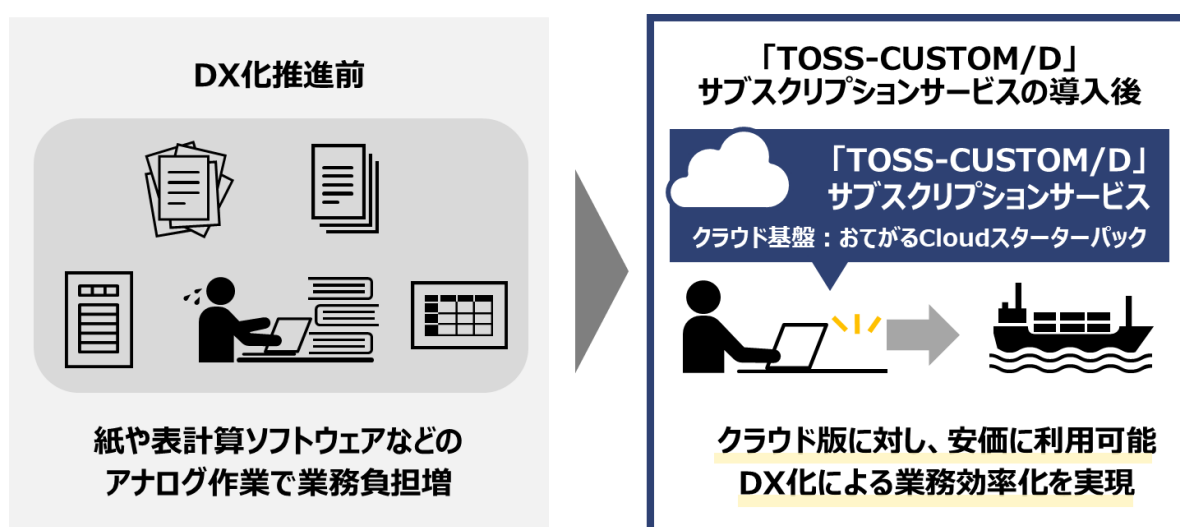 DX化推進前
紙や表計算ソフトウェアなどの
アナログ作業で業務負担増
「TOSS-CUSTOM/D」
サブスクリプションサービスの導入後
「TOSS-CUSTOM/D」
サブスクリプションサービス
クラウド基盤：おてがるCloudスターターパック
クラウド版に対し、安価に利用可能
DX化による業務効率化を実現